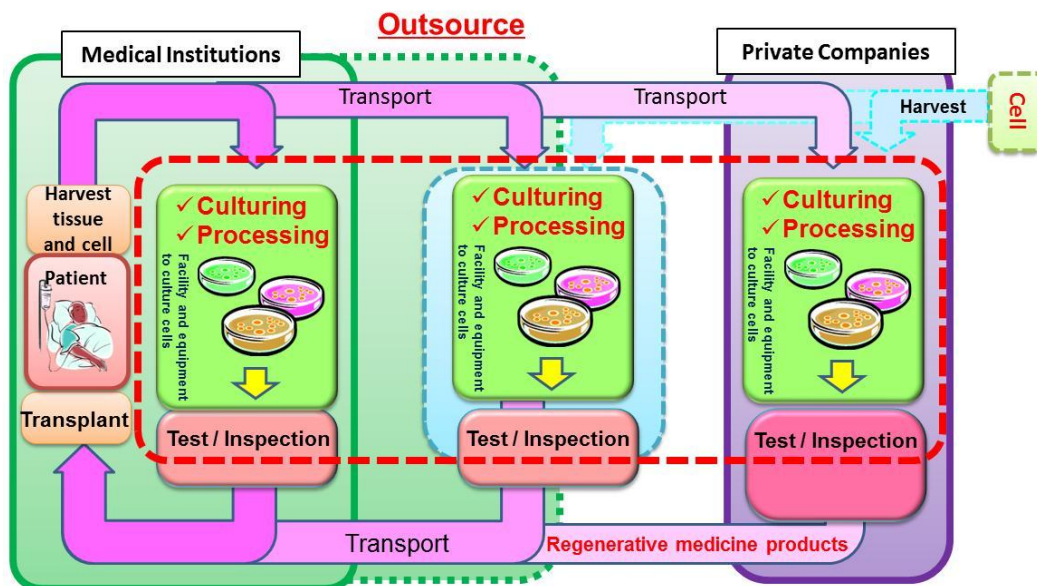 Outsource
Medical Institutions
Private Companies
Transport
Transport
Harvest
Cell
Harvest
tissue
and cell
Patient
Transplant
✓ Culturing
✓ Processing
Facility and equipment
to culture cells
Test / Inspection
✓ Culturing
✓ Processing
Facility and equipment
to culture cells
Test / Inspection
✓ Culturing
✓ Processing
Facility and equipment
to culture cells
Test / Inspection
Transport
Regenerative medicine products